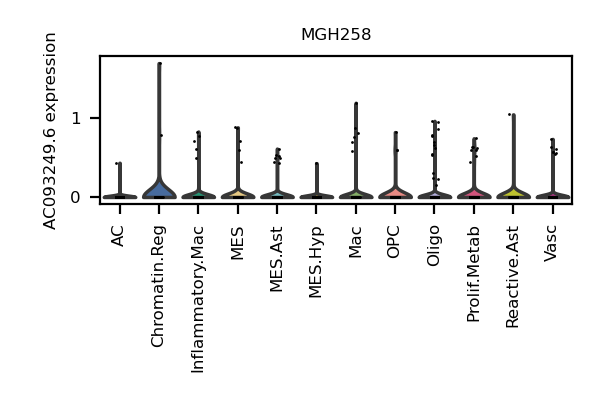 MGH258
AC093249.6 expression
1
0
AC
Chromatin.Reg
Inflammatory.Mac
MES
MES.Ast
MES.Hyp
Mac
OPC
Oligo
Prolif.Metab
Reactive.Ast
Vasc